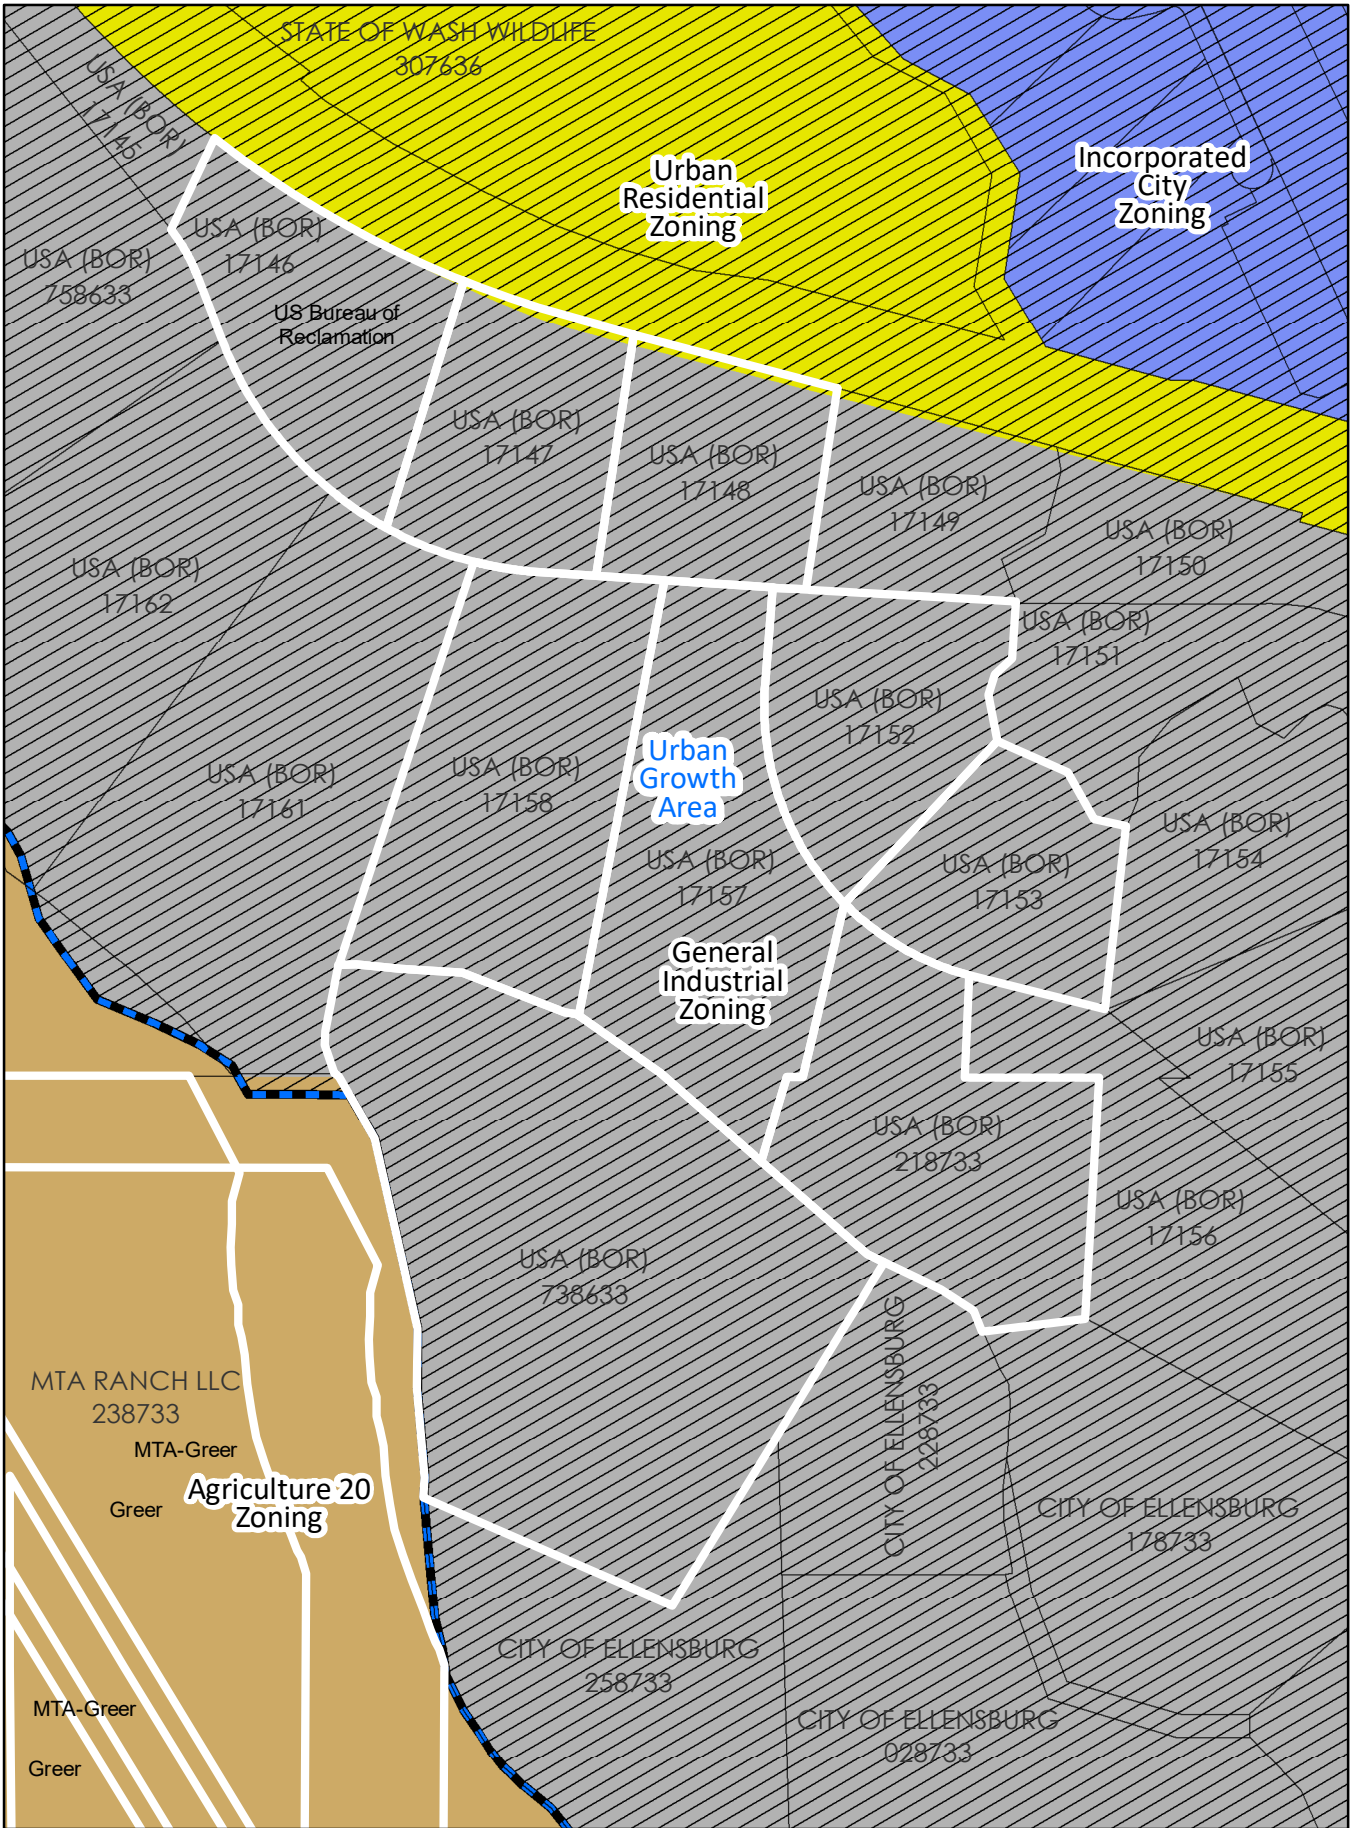 STATE OF WASH WILDLIFE
307636
USA (BOR)
17145
Urban
Residential
Zoning
Incorporated
City
Zoning
USA (BOR)
17146
USA (BOR)
758633
US Bureau of
Reclamation
USA (BOR)
17147
USA (BOR)
17148
USA (BOR)
17149
USA (BOR)
17150
USA (BOR)
17162
USA (BOR)
17151
USA (BOR)
17152
Urban
Growth
Area
USA (BOR)
17161
USA (BOR)
17158
USA (BOR)
17157
USA (BOR)
17153
USA (BOR)
17154
General
Industrial
Zoning
USA (BOR)
17155
USA (BOR)
218733
USA (BOR)
17156
USA (BOR)
738633
CITY OF ELLENSBURG
228733
MTA RANCH LLC
238733
MTA-Greer
Greer
Agriculture 20
Zoning
CITY OF ELLENSBURG
178733
CITY OF ELLENSBURG
258733
MTA-Greer
Greer
CITY OF ELLENSBURG
028733